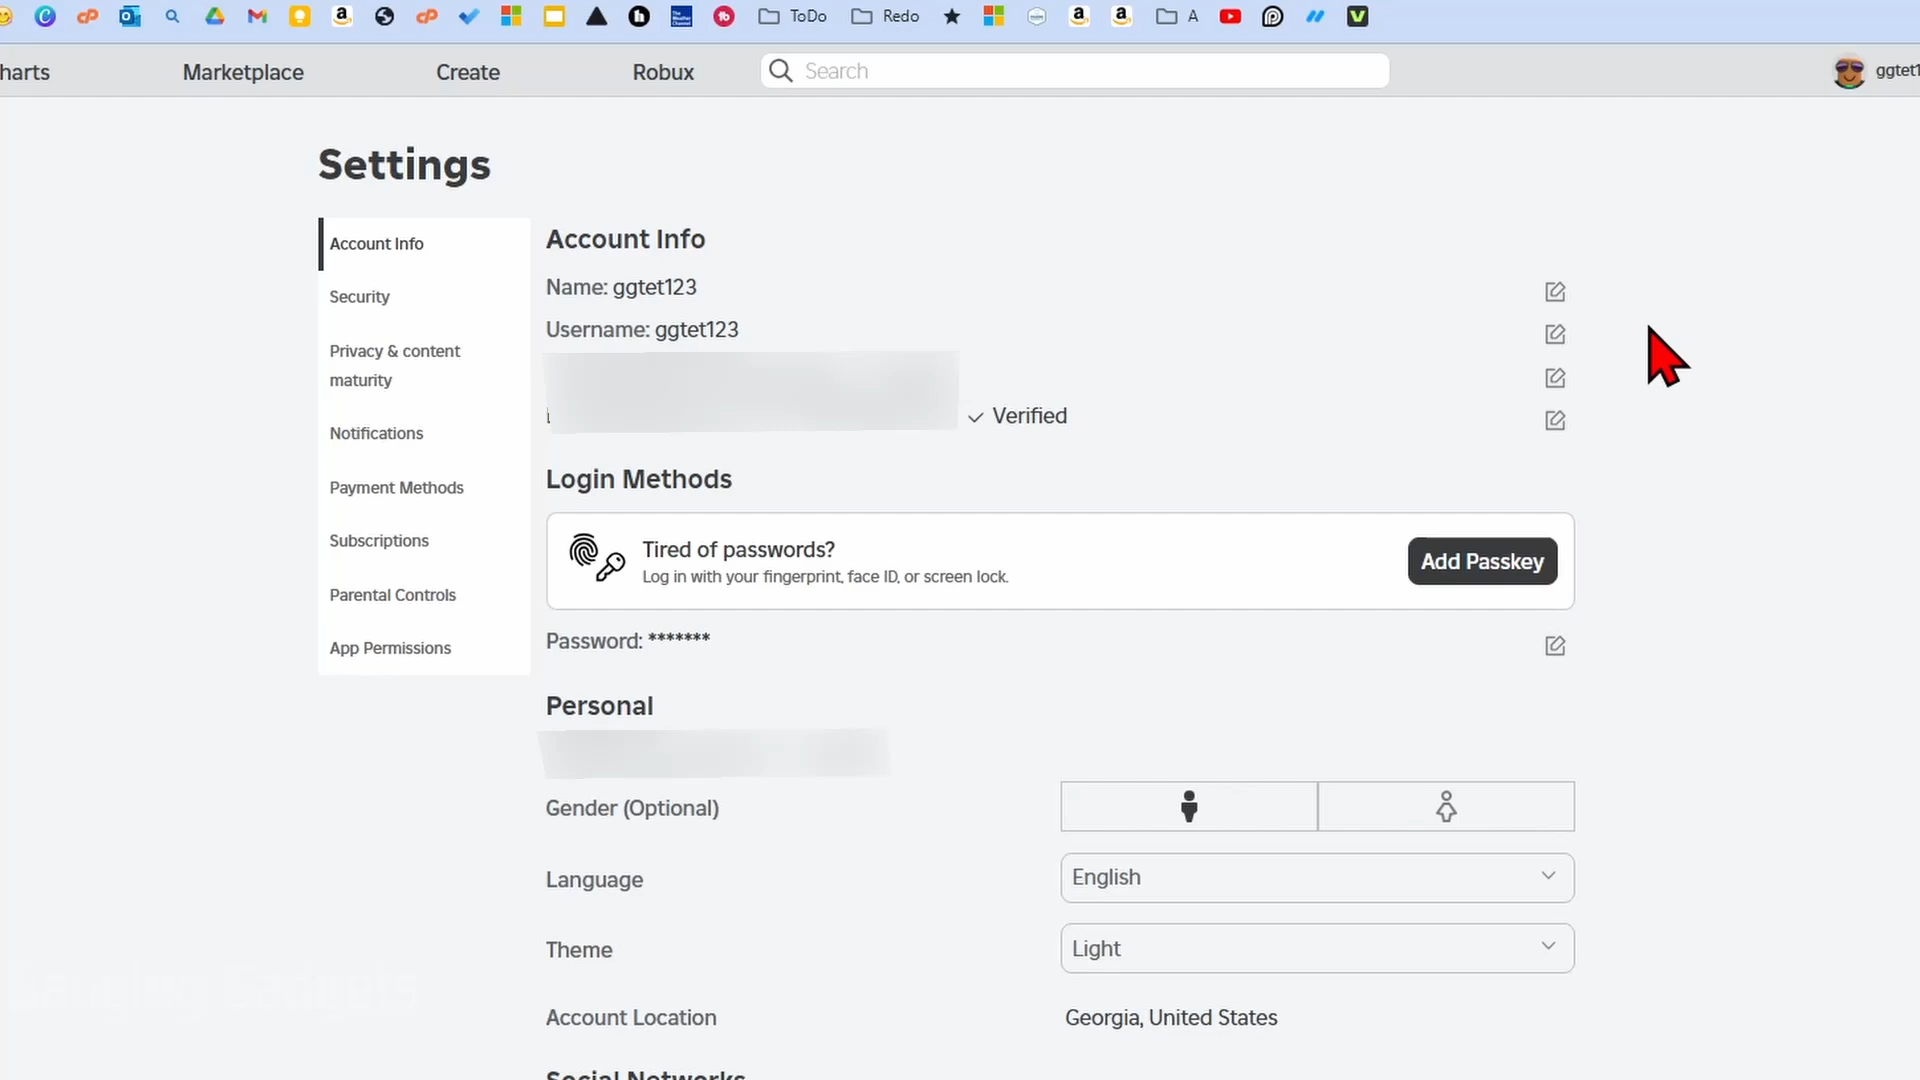 ToDo
Redo
A
harts
Marketplace
Create
Robux
Search
ggtet1
Settings
Account Info
Security
Privacy & content
maturity
Notifications
Payment Methods
Subscriptions
Parental Controls
App Permissions
Account Info
Name: ggtet123
Username: ggtet123
Verified
Login Methods
Tired of passwords?
Log in with your fingerprint, face ID, or screen lock.
Add Passkey
Password: *******
Personal
Gender (Optional)
Language
English
Theme
Light
Account Location
Georgia, United States
Social Networks